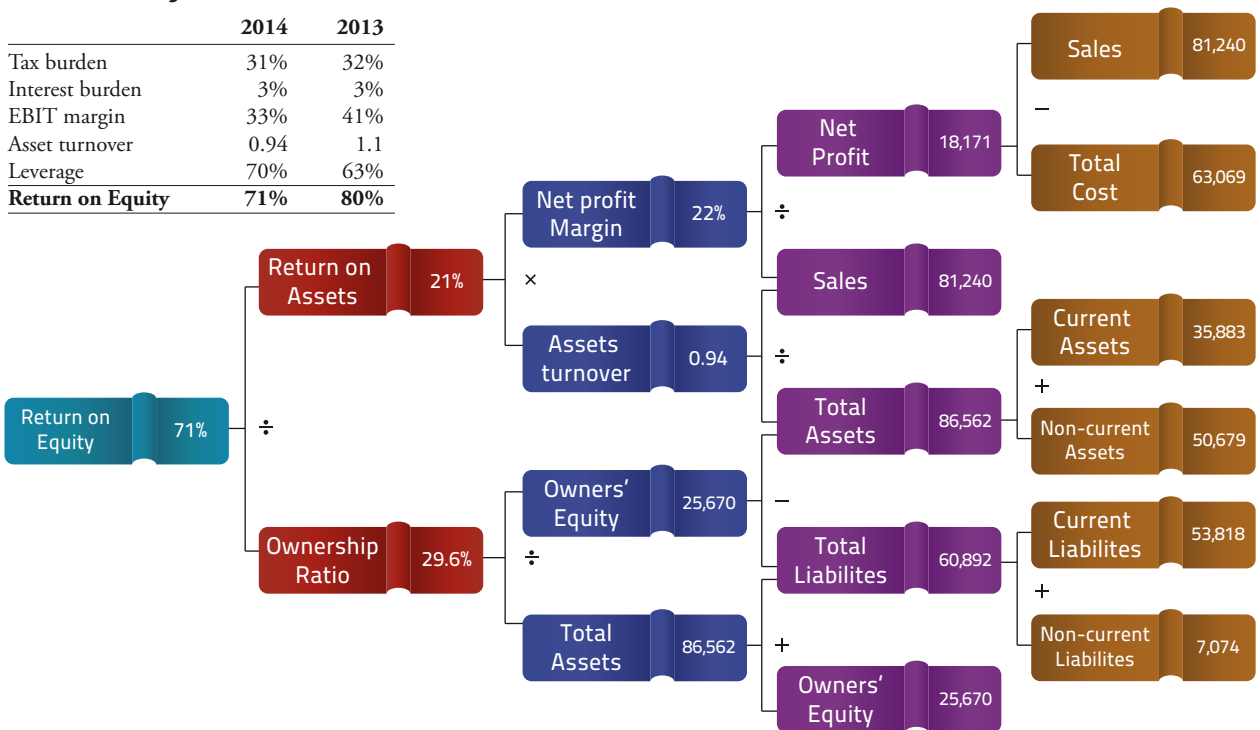 2014 2013
Tax burden 31% 32%
Interest burden 3% 3%
EBIT margin 33% 41%
Asset turnover 0.94 1.1
Leverage 70% 63%
Return on Equity 71% 80%
Return on
Equity
71%
÷
Return on
Assets
21%
Ownership
Ratio
29.6%
Net profit
Margin
22%
×
Assets
turnover
0.94
Owners'
Equity
25,670
÷
Total
Assets
86,562
Net
Profit
18,171
÷
Sales
81,240
÷
Total
Assets
86,562
−
Total
Liabilites
60,892
+
Owners'
Equity
25,670
Sales
81,240
−
Total
Cost
63,069
Current
Assets
35,883
+
Non-current
Assets
50,679
Current
Liabilites
53,818
+
Non-current
Liabilites
7,074